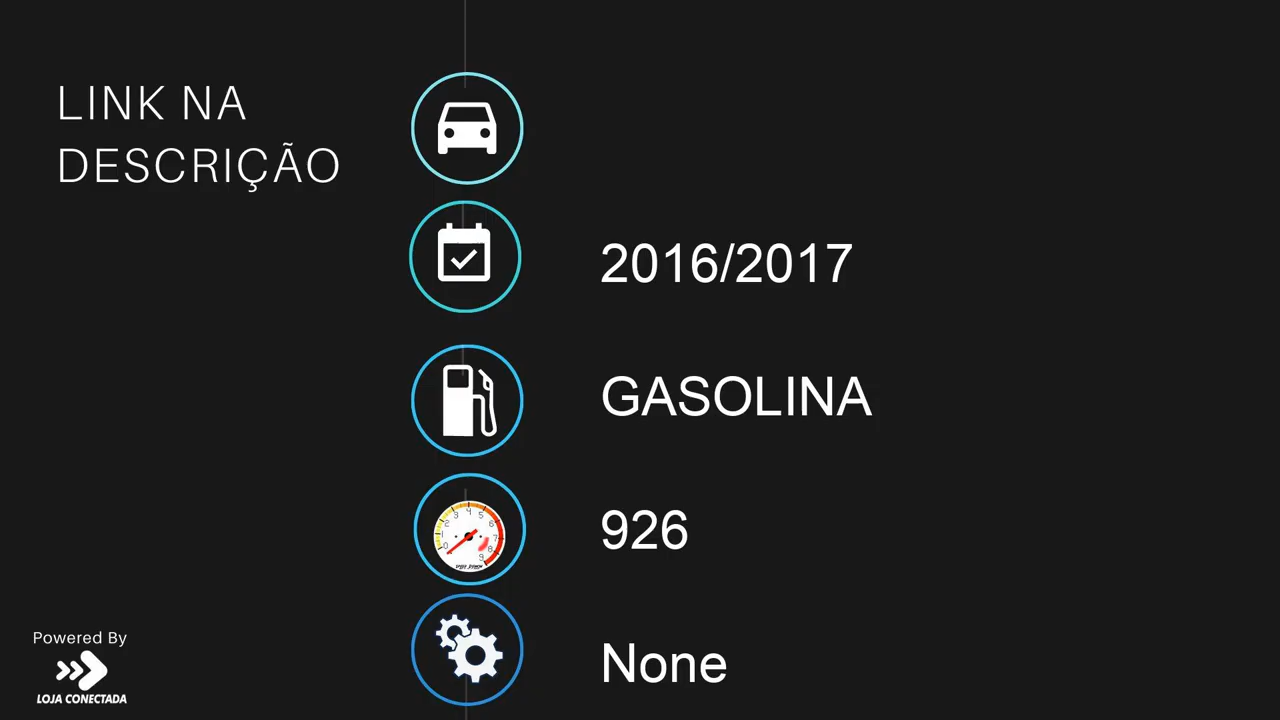 LINK NA
DESCRIÇÃO
2016/2017
GASOLINA
926
None
Powered By
LOJA CONECTADA